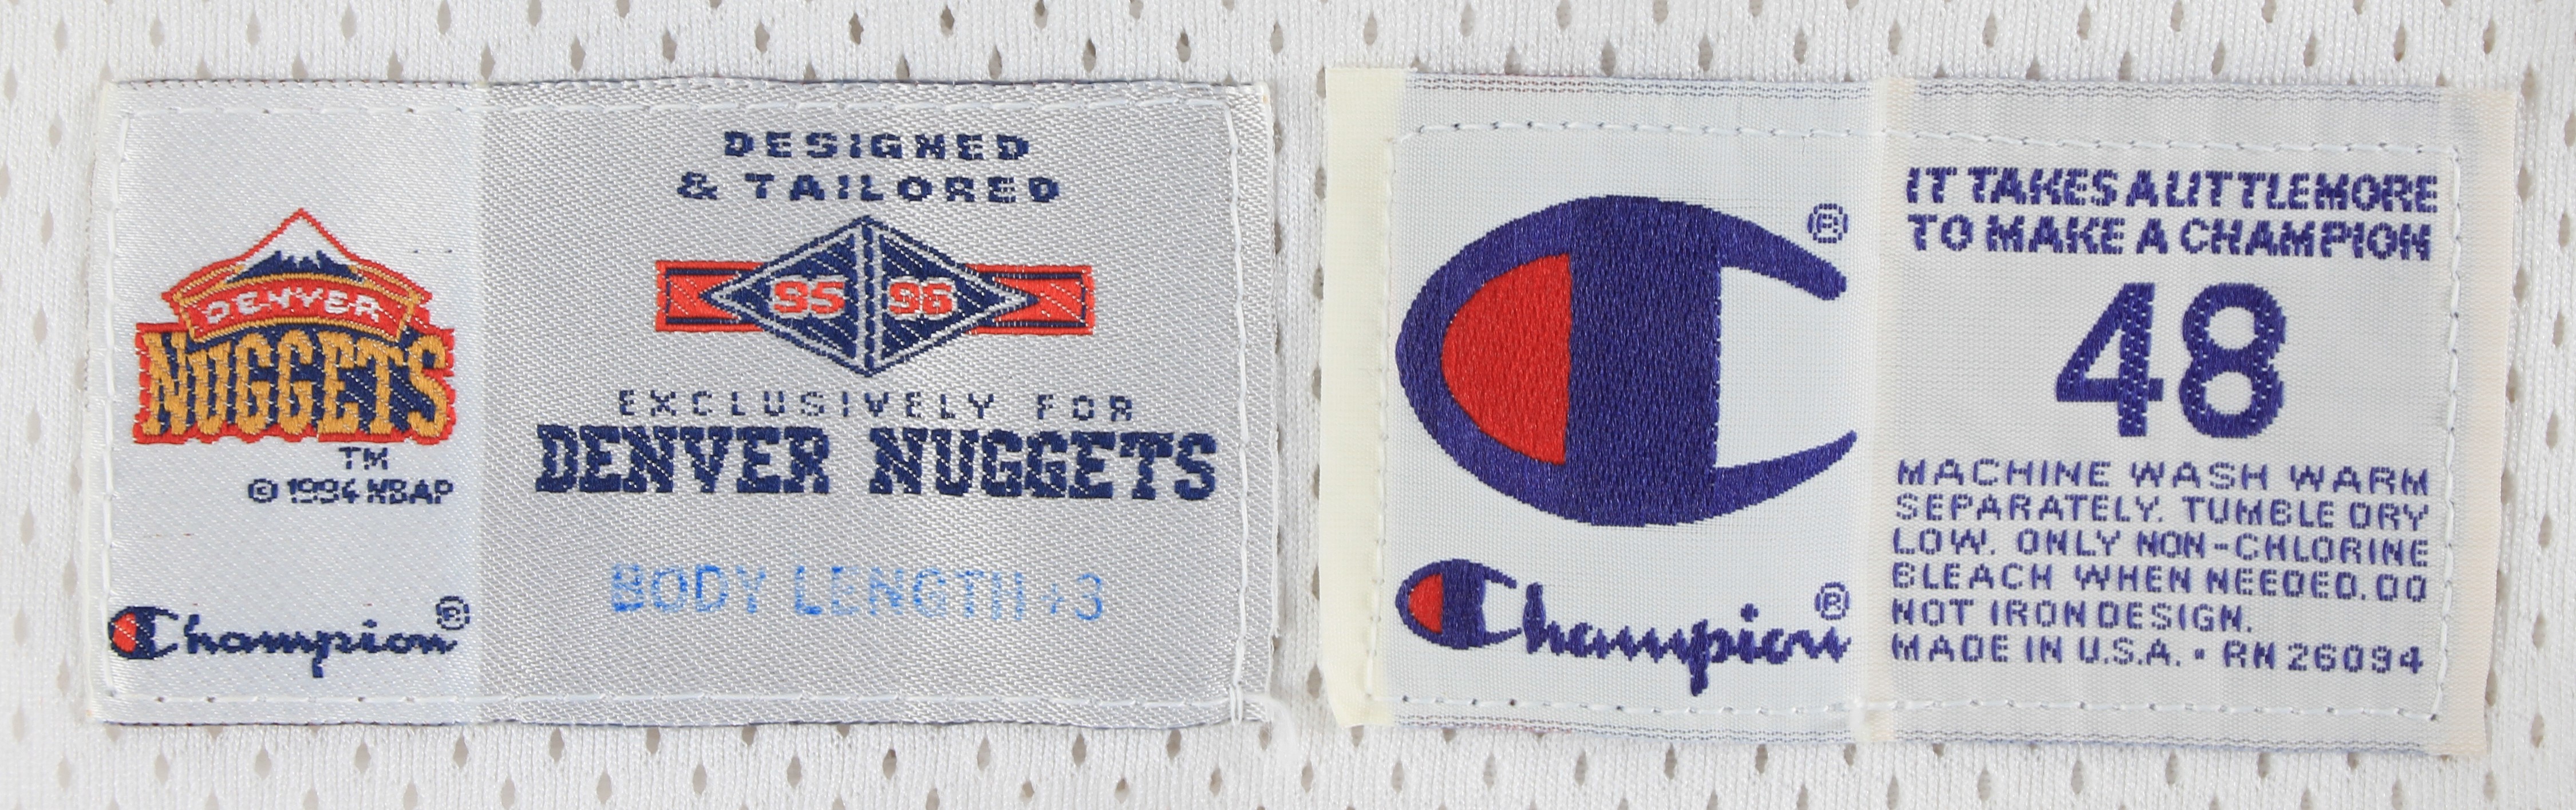 DENVER
NUGGETS
TM
© 1994 NBAP
Champion®
DESIGNED
& TAILORED
95 96
EXCLUSIVELY FOR
DENVER NUGGETS
BODY LENGTH +3
®
Champion®
IT TAKES A LITTLE MORE
TO MAKE A CHAMPION
48
MACHINE WASH WARM
SEPARATELY. TUMBLE DRY
LOW. ONLY NON-CHLORINE
BLEACH WHEN NEEDED. DO
NOT IRON DESIGN.
MADE IN U.S.A. • RN 26094